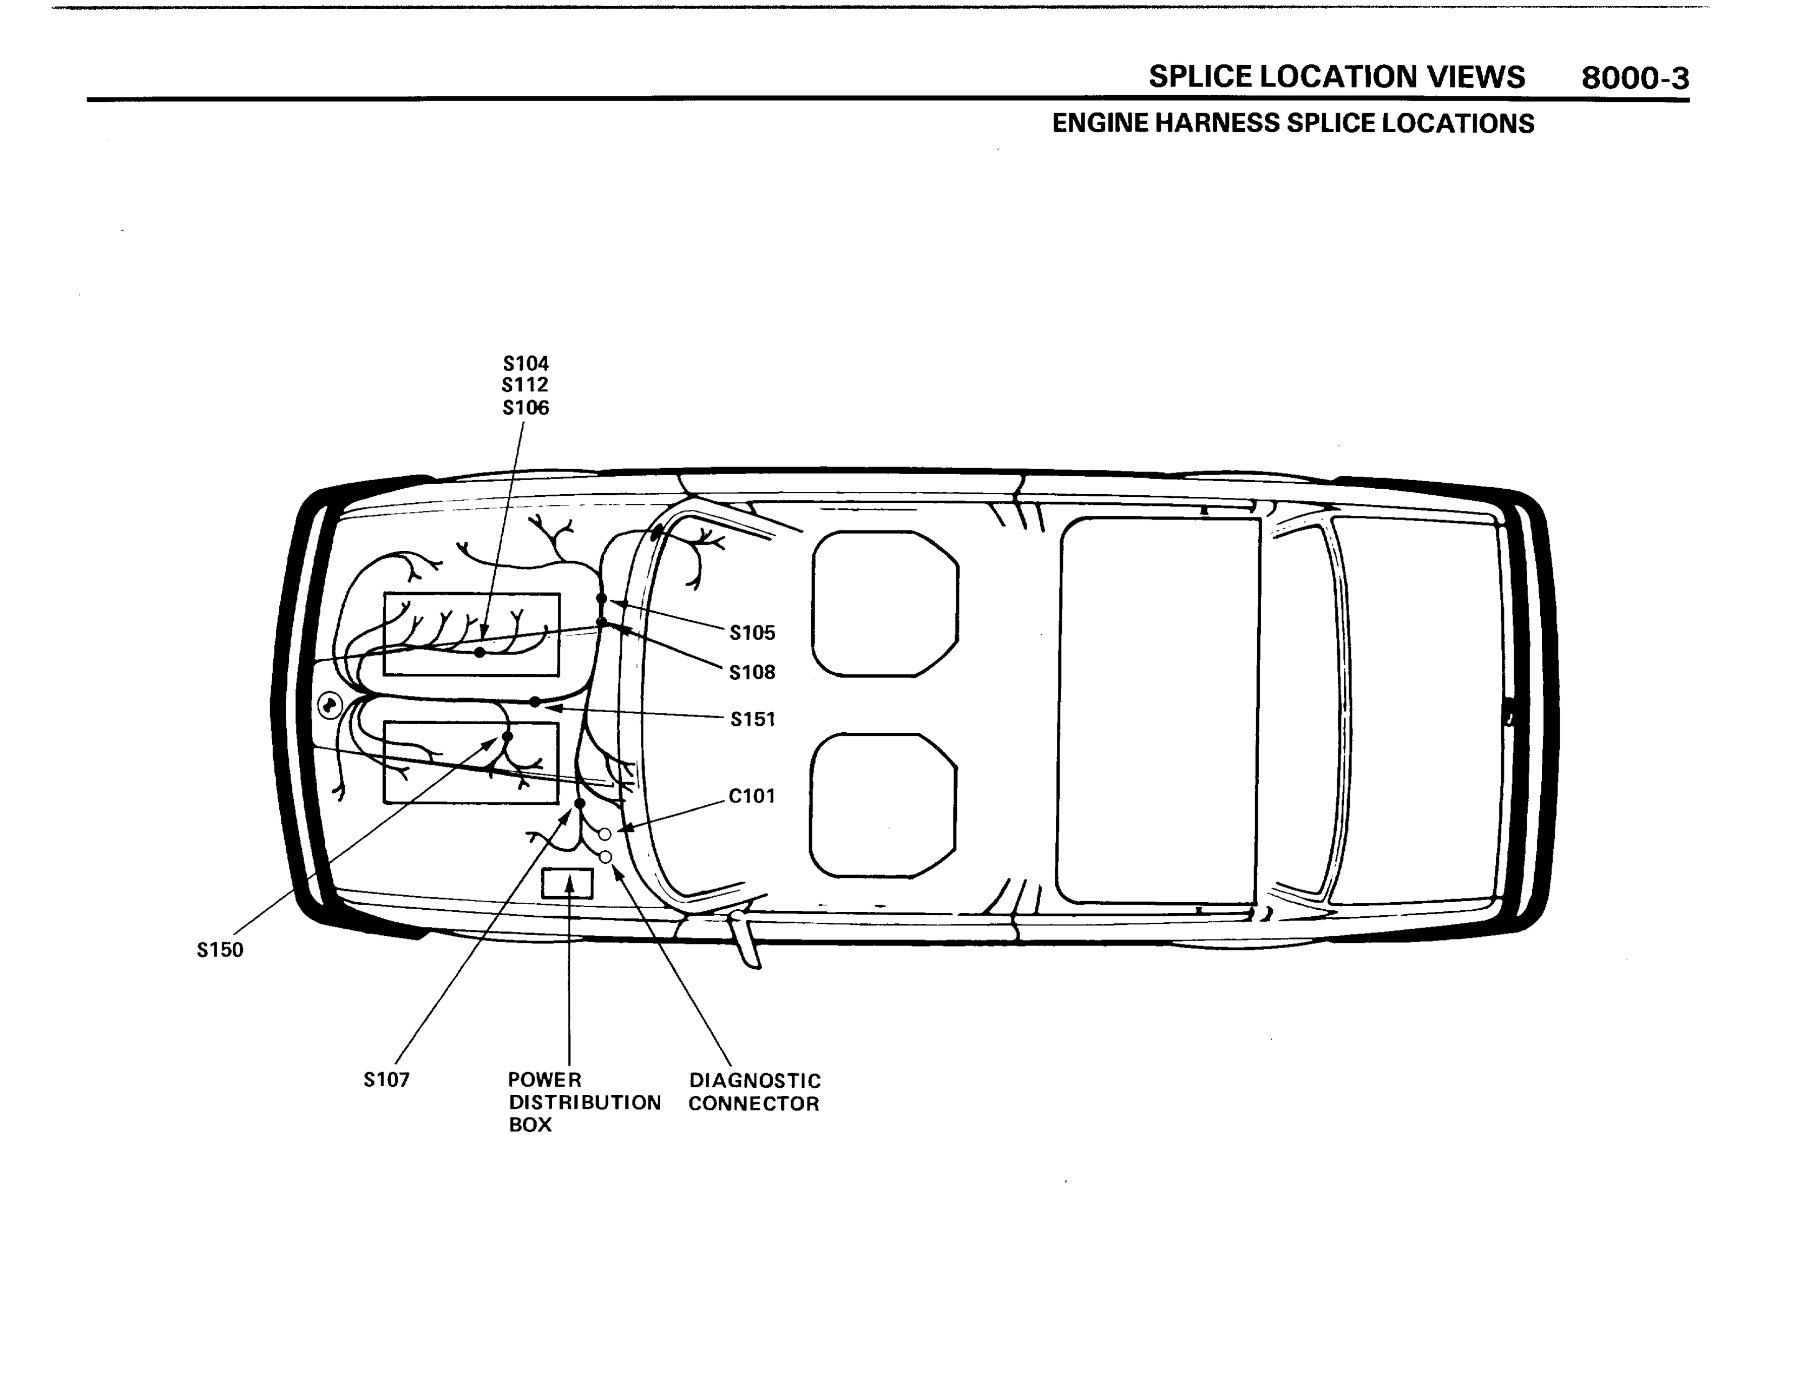 SPLICE LOCATION VIEWS 8000-3
ENGINE HARNESS SPLICE LOCATIONS
S104
S112
S106
S105
S108
S151
C101
S150
S107
POWER
DISTRIBUTION
BOX
DIAGNOSTIC
CONNECTOR